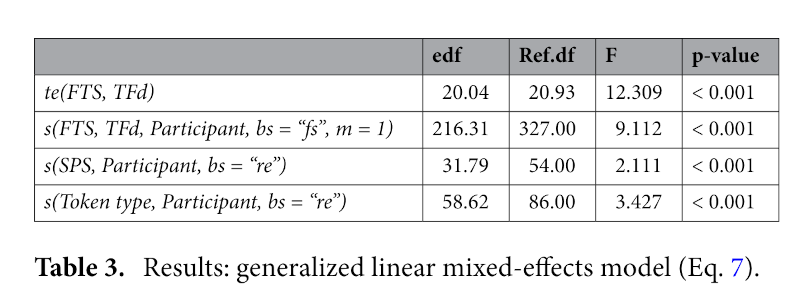 edf Ref.df F p-value
te(FTS, TFd) 20.04 20.93 12.309 < 0.001
s(FTS, TFd, Participant, bs = “fs”, m = 1) 216.31 327.00 9.112 < 0.001
s(SPS, Participant, bs = “re”) 31.79 54.00 2.111 < 0.001
s(Token type, Participant, bs = “re”) 58.62 86.00 3.427 < 0.001
Table 3. Results: generalized linear mixed-effects model (Eq. 7).